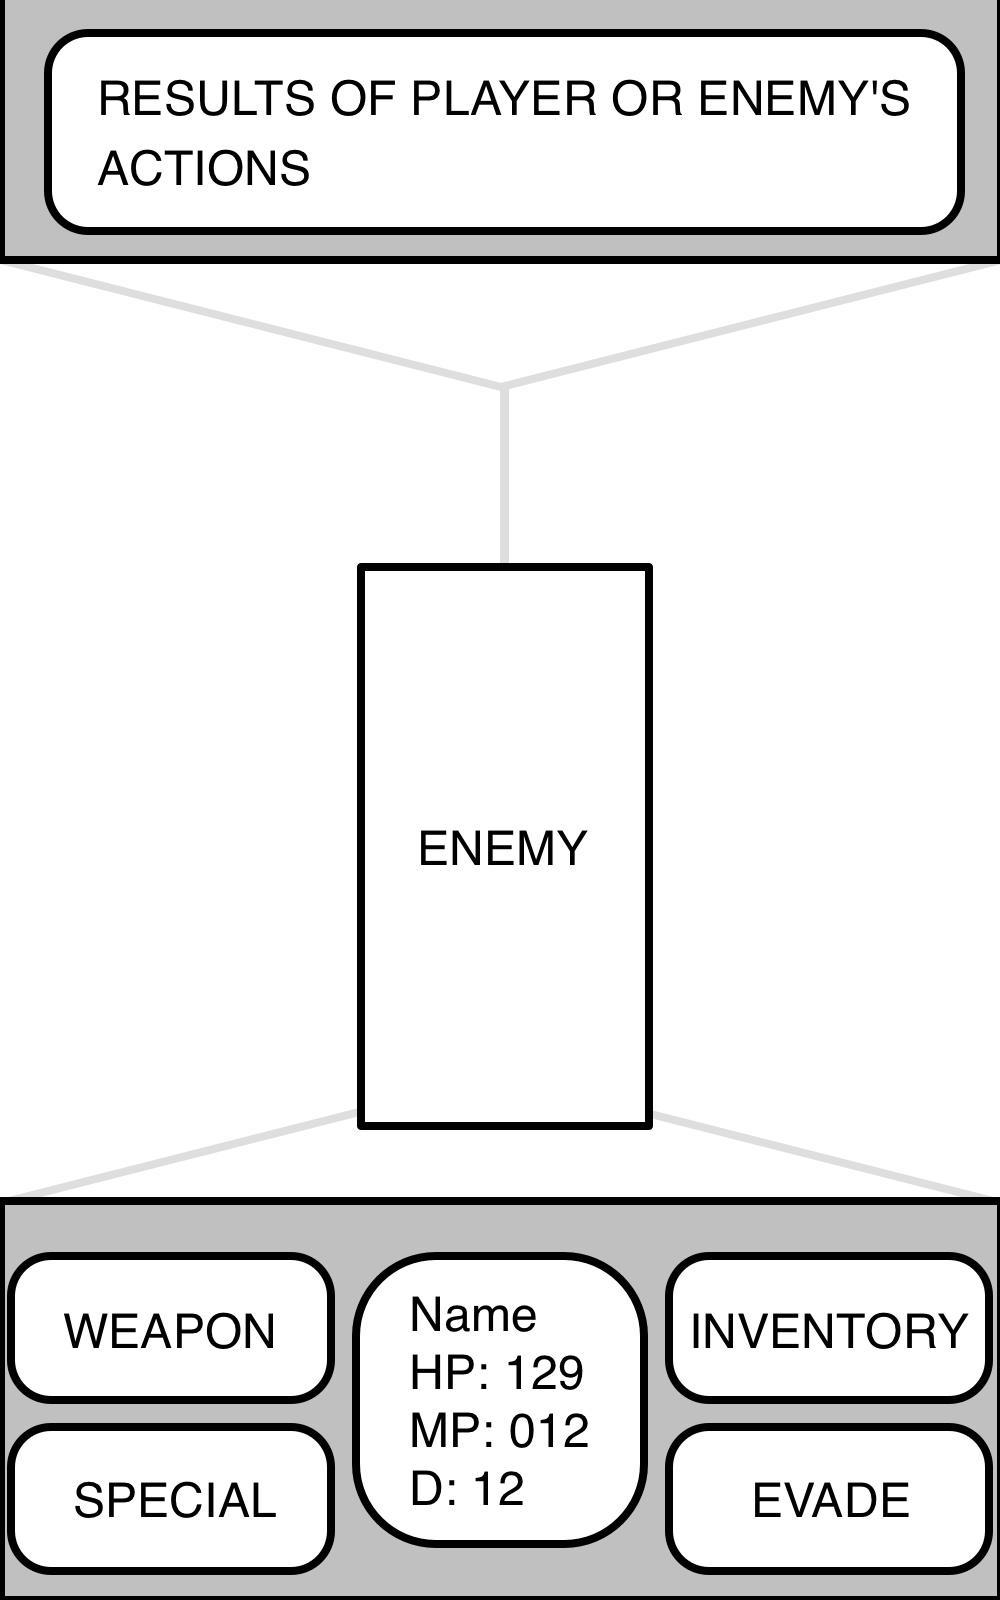 RESULTS OF PLAYER OR ENEMY'S
ACTIONS
ENEMY
WEAPON
SPECIAL
Name
HP: 129
MP: 012
D: 12
INVENTORY
EVADE